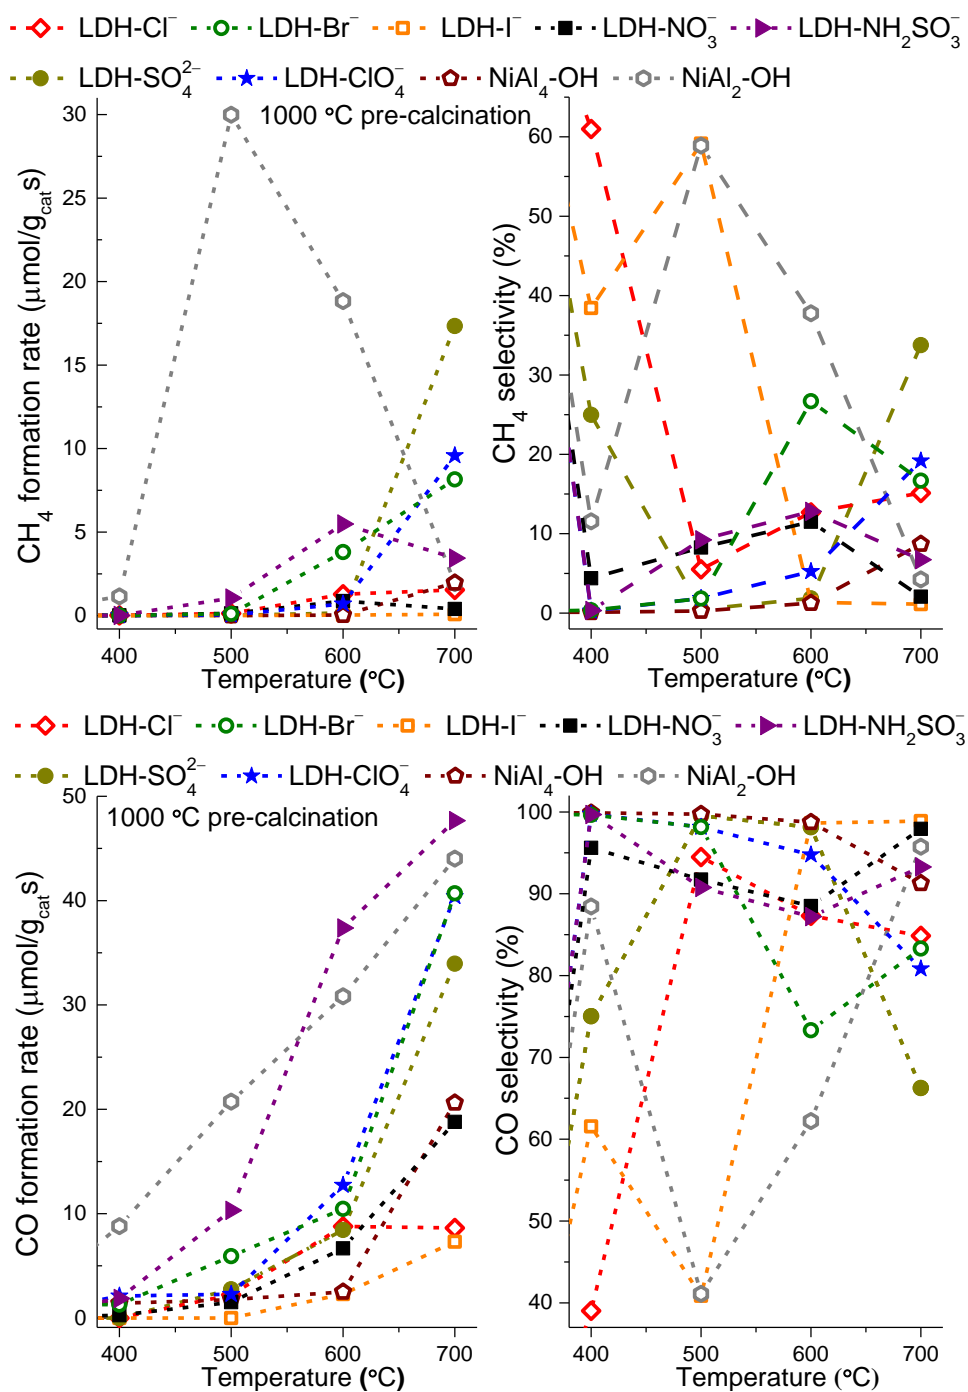 LDH-Cl⁻ LDH-Br⁻ LDH-I⁻ LDH-NO₃⁻ LDH-NH₂SO₃⁻
LDH-SO₄²⁻ LDH-ClO₄⁻ NiAl₄-OH NiAl₂-OH
1000 °C pre-calcination
CH₄ formation rate (μmol/g_cat s)
30
25
20
15
10
5
0
400 500 600 700
Temperature (°C)
CH₄ selectivity (%)
60
50
40
30
20
10
0
400 500 600 700
Temperature (°C)
LDH-Cl⁻ LDH-Br⁻ LDH-I⁻ LDH-NO₃⁻ LDH-NH₂SO₃⁻
LDH-SO₄²⁻ LDH-ClO₄⁻ NiAl₄-OH NiAl₂-OH
1000 °C pre-calcination
CO formation rate (μmol/g_cat s)
50
40
30
20
10
0
400 500 600 700
Temperature (°C)
CO selectivity (%)
100
90
80
70
60
50
40
400 500 600 700
Temperature (°C)